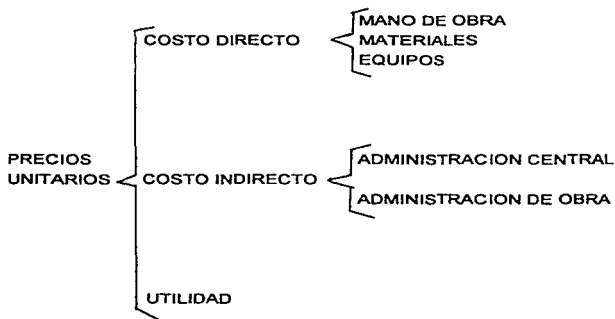 PRECIOS
UNITARIOS
COSTO DIRECTO
MANO DE OBRA
MATERIALES
EQUIPOS
COSTO INDIRECTO
ADMINISTRACION CENTRAL
ADMINISTRACION DE OBRA
UTILIDAD